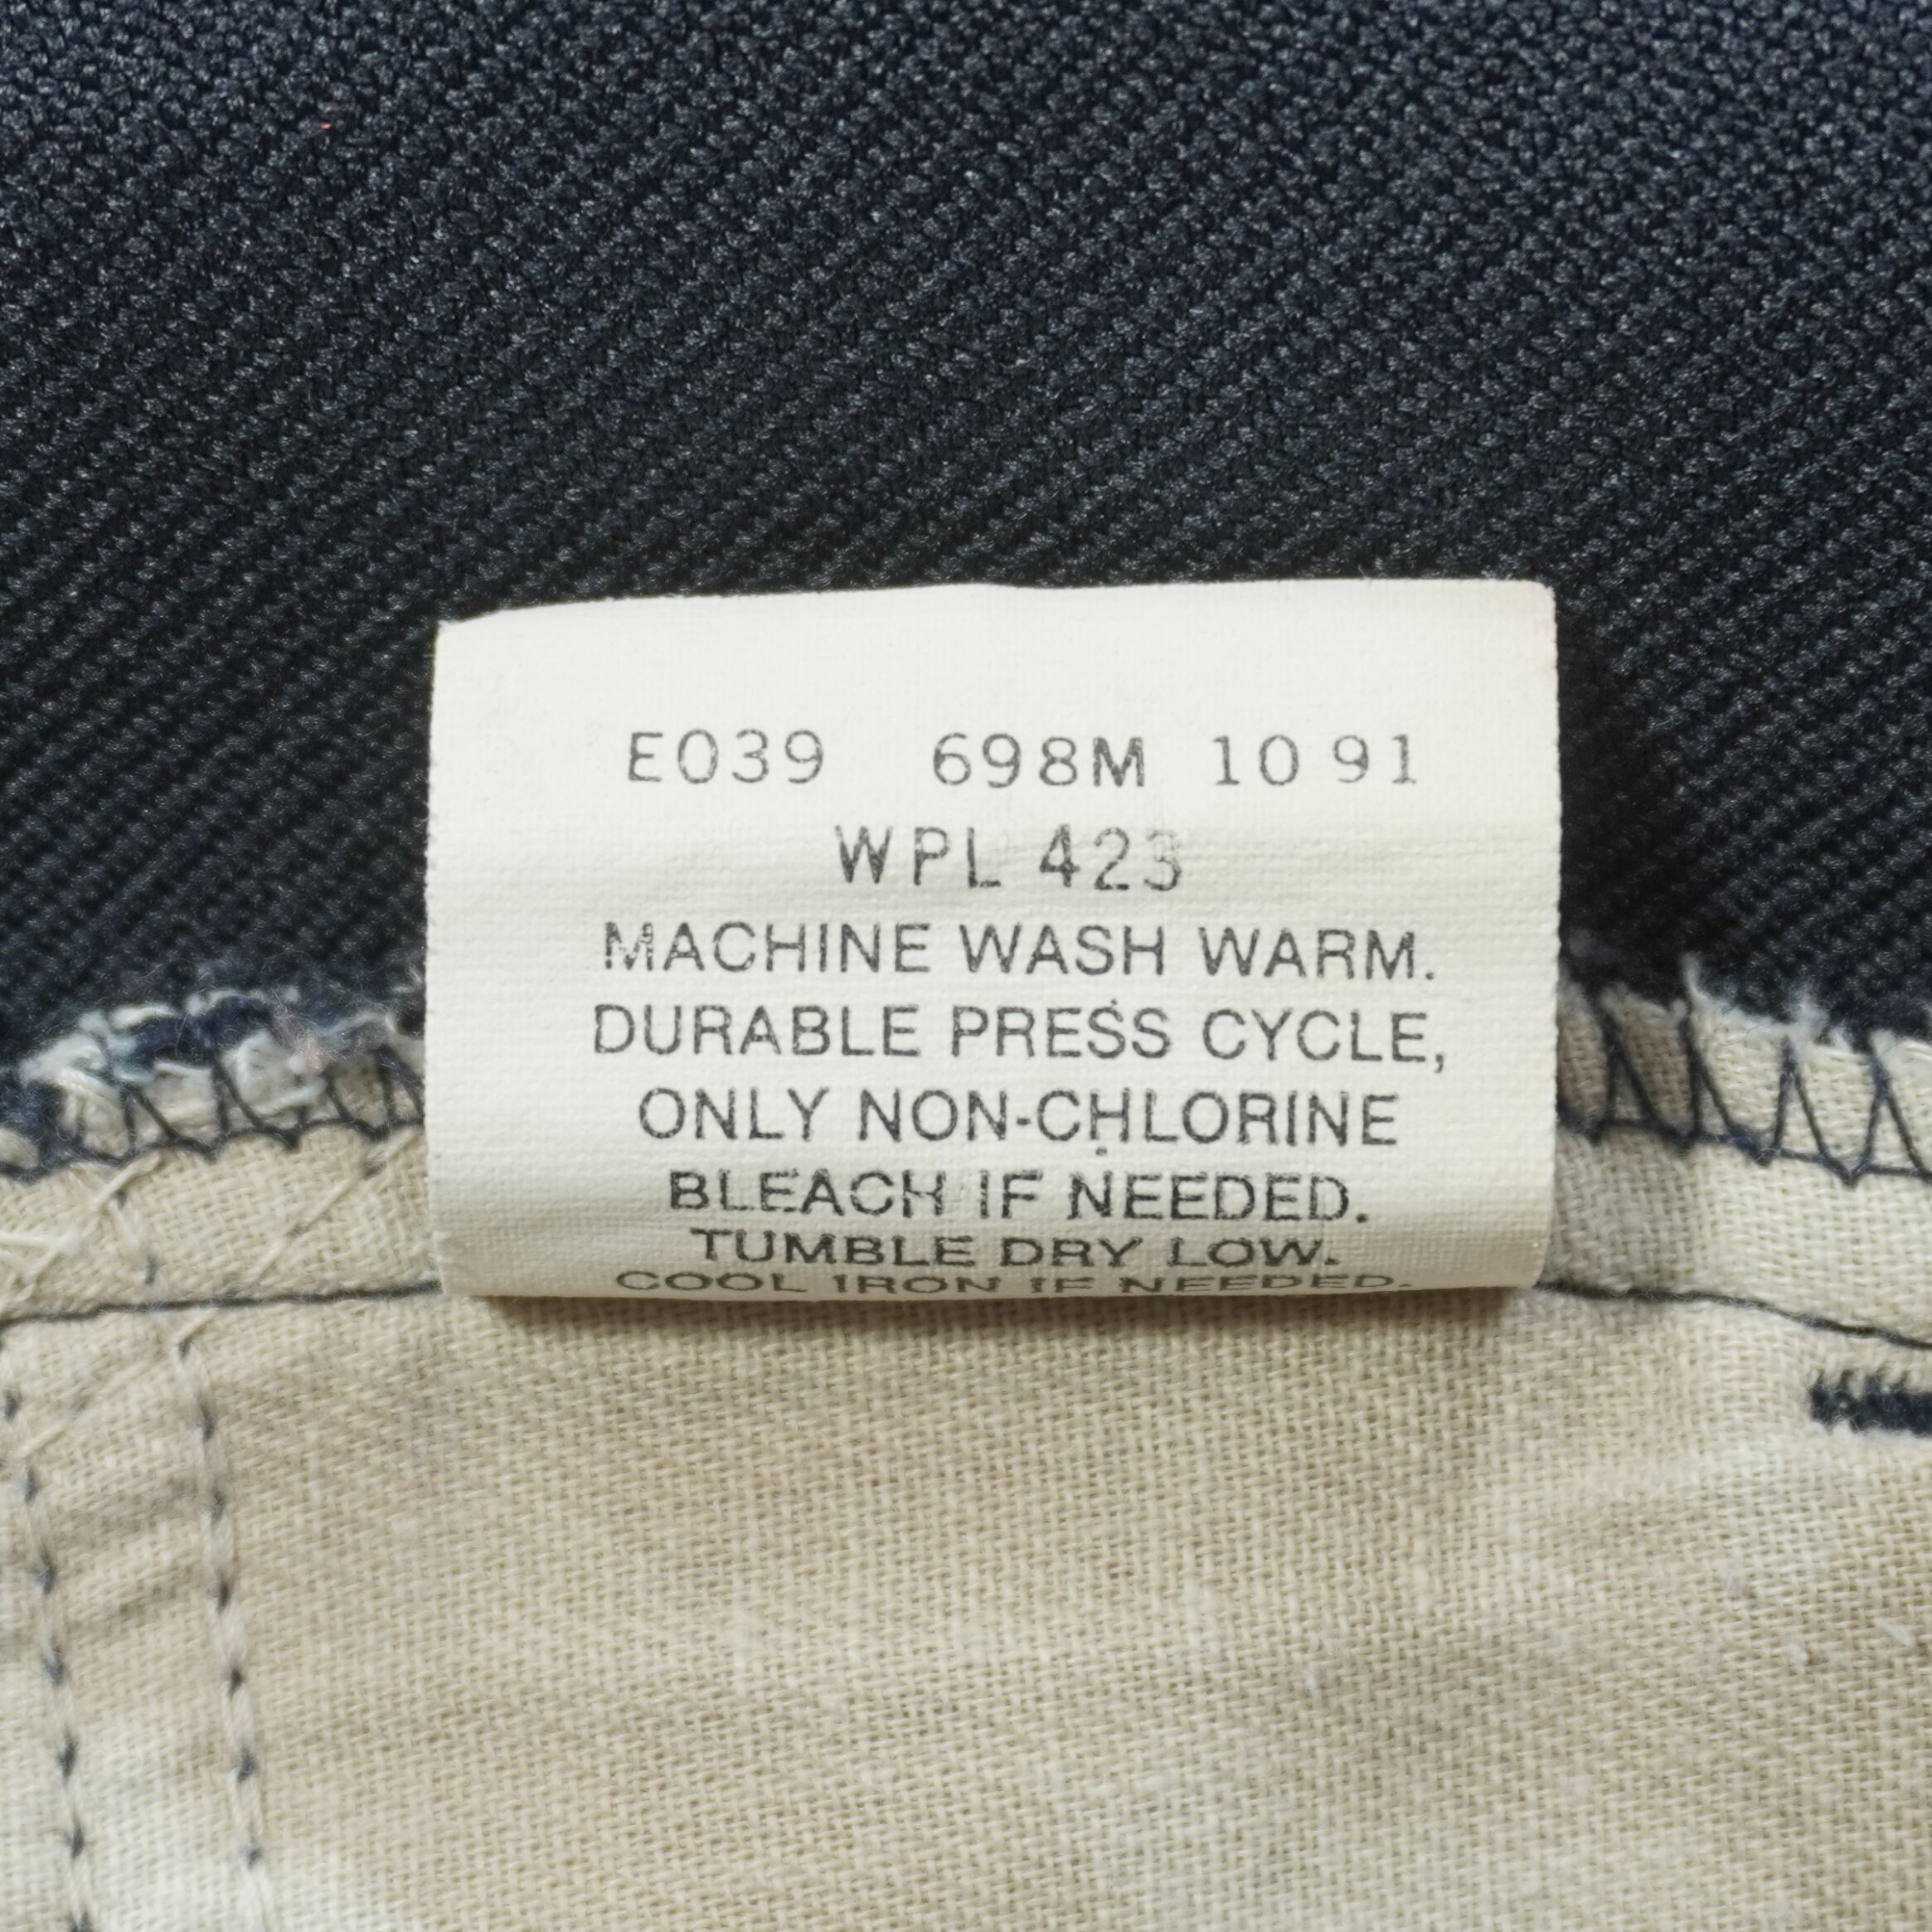 E039 698M 10 91
WPL 423
MACHINE WASH WARM.
DURABLE PRESS CYCLE,
ONLY NON-CHLORINE
BLEACH IF NEEDED.
TUMBLE DRY LOW.
COOL IRON IF NEEDED.